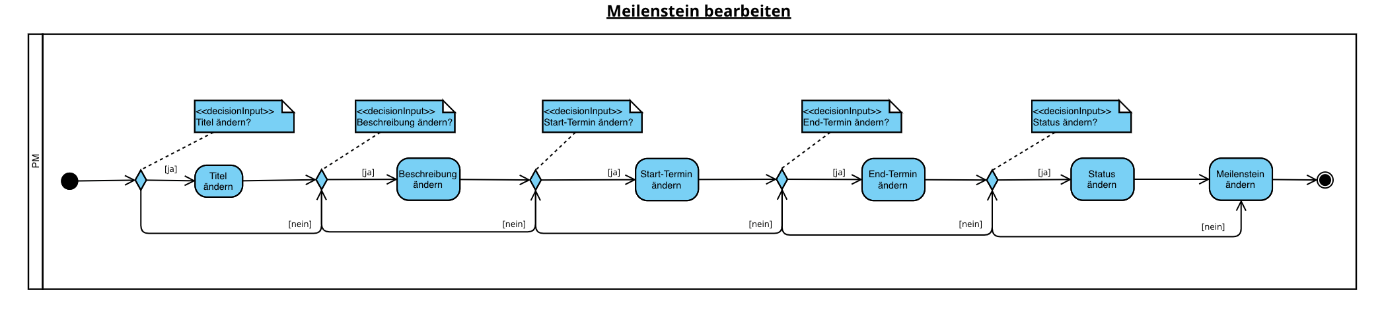 Meilenstein bearbeiten
PM
<<decisionInput>>
Titel ändern?
<<decisionInput>>
Beschreibung ändern?
<<decisionInput>>
Start-Termin ändern?
<<decisionInput>>
End-Termin ändern?
<<decisionInput>>
Status ändern?
[ja]
Titel
ändern
[ja]
Beschreibung
ändern
[ja]
Start-Termin
ändern
[ja]
End-Termin
ändern
[ja]
Status
ändern
Meilenstein
ändern
[nein]
[nein]
[nein]
[nein]
[nein]